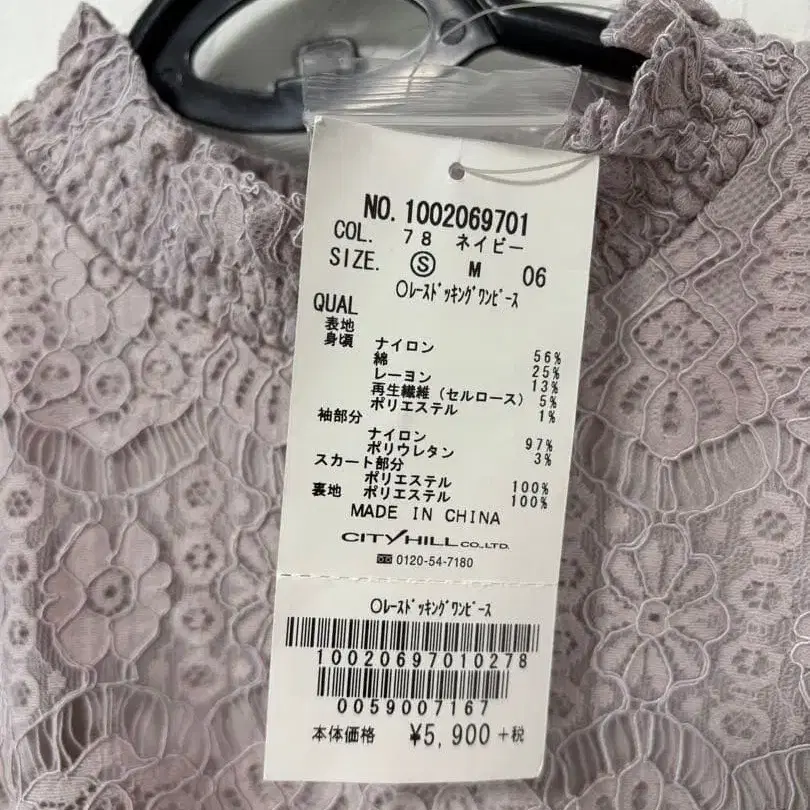 NO. 1002069701
COL. 78 ネイビー
SIZE. Ⓢ M 06
〇ﾚｰｽﾄﾞｯｷﾝｸﾞﾜﾝﾋﾟｰｽ
QUAL
表地
身頃 ナイロン 56%
綿 25%
レーヨン 13%
再生繊維(セルロース) 5%
ポリエステル 1%
袖部分
ナイロン 97%
ポリウレタン 3%
スカート部分
ポリエステル 100%
裏地 ポリエステル 100%
MADE IN CHINA
CITY HILL CO.,LTD.
0120-54-7180
〇ﾚｰｽﾄﾞｯｷﾝｸﾞﾜﾝﾋﾟｰｽ
10020697010278
0059007167
本体価格 ¥5,900+税